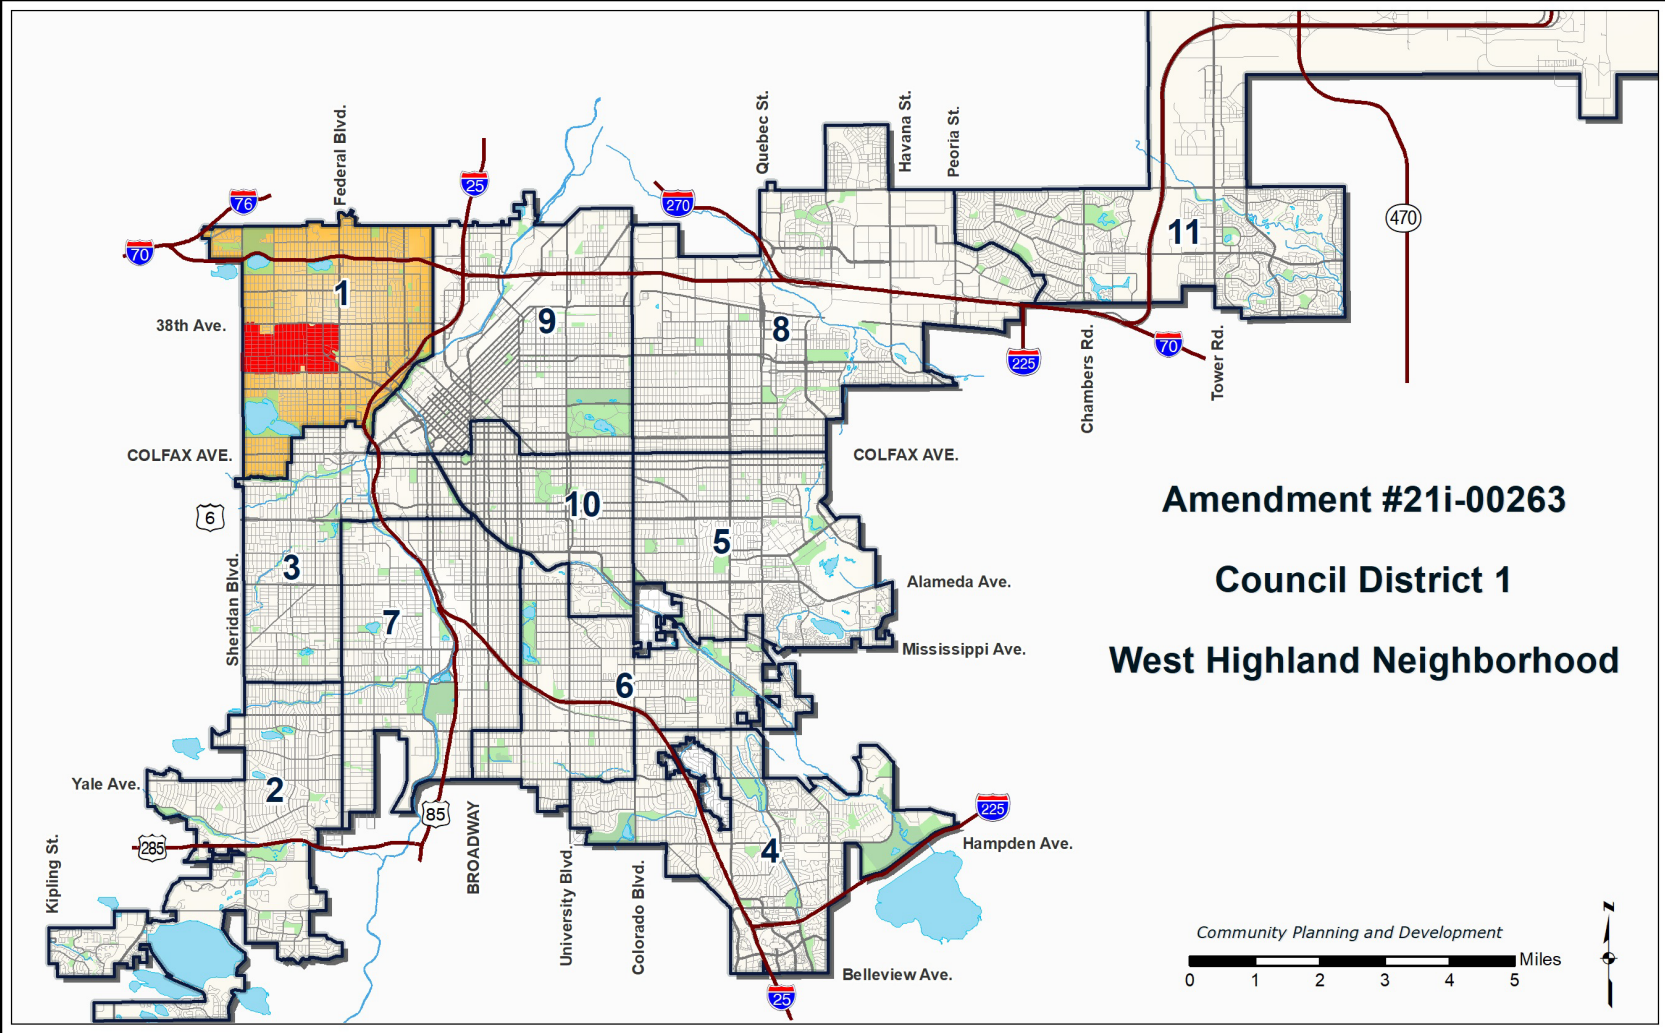 Federal Blvd.
Quebec St.
Havana St.
Peoria St.
76
25
270
70
11
470
1
9
8
38th Ave.
225
70
Chambers Rd.
Tower Rd.
COLFAX AVE.
COLFAX AVE.
6
10
5
3
Sheridan Blvd.
7
Alameda Ave.
Mississippi Ave.
6
Amendment #21i-00263
Council District 1
West Highland Neighborhood
Yale Ave.
2
85
225
285
Kipling St.
BROADWAY
University Blvd.
Colorado Blvd.
4
Hampden Ave.
Belleview Ave.
25
Community Planning and Development
Miles
0 1 2 3 4 5
N